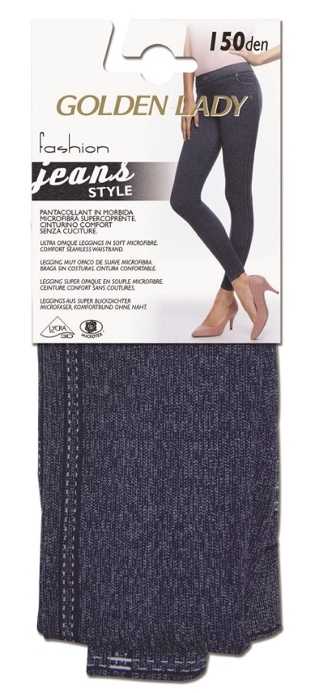 150den
GOLDEN LADY
fashion
jeans
STYLE
PANTACOLLANT IN MORBIDA
MICROFIBRA SUPERCOPRENTE.
CINTURINO COMFORT
SENZA CUCITURE.
ULTRA OPAQUE LEGGINGS IN SOFT MICROFIBRE.
COMFORT SEAMLESS WAISTBAND.
LEGGING MUY OPACO DE SUAVE MICROFIBRA.
BRAGA SIN COSTURAS. CINTURA CONFORTABLE.
LEGGING SUPER OPAQUE EN SOUPLE MICROFIBRE.
CEINTURE CONFORT SANS COUTURES.
LEGGINGS AUS SUPER BLICKDICHTER
MICROFASER, KOMFORTBUND OHNE NAHT.
LYCRA
3D
MICROTEX